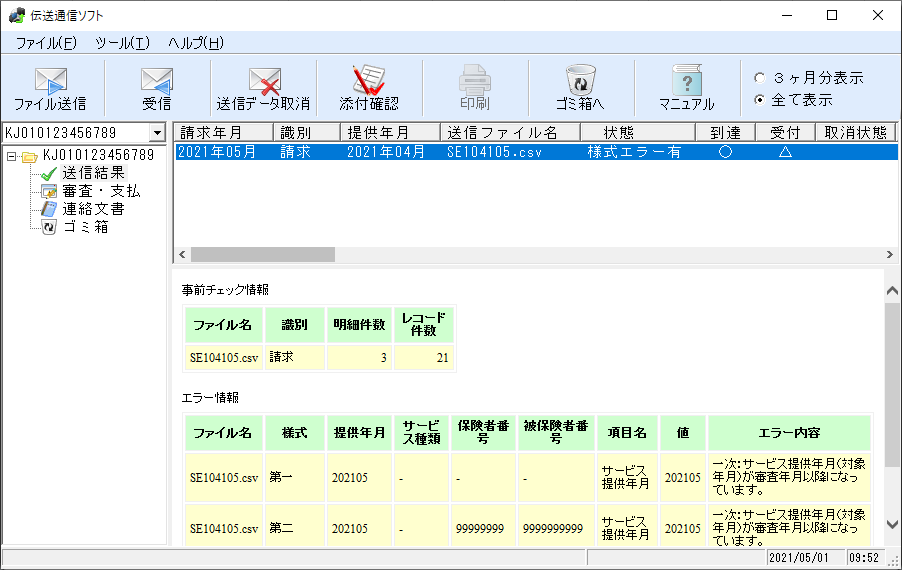 伝送通信ソフト
ファイル(F) ツール(T) ヘルプ(H)
ファイル送信 受信 送信データ取消 添付確認 印刷 ゴミ箱へ マニュアル
３ヶ月分表示
全て表示
KJ010123456789
KJ010123456789
送信結果
審査・支払
連絡文書
ゴミ箱
請求年月 識別 提供年月 送信ファイル名 状態 到達 受付 取消状態
2021年05月 請求 2021年04月 SE104105.csv 様式エラー有 ○ △
事前チェック情報
ファイル名 識別 明細件数 レコード
件数
SE104105.csv 請求 3 21
エラー情報
ファイル名 様式 提供年月 サービ
ス種類 保険者番
号 被保険者番
号 項目名 値 エラー内容
SE104105.csv 第一 202105 - - - サービス
提供年月 202105 一次:サービス提供年月(対象
年月)が審査年月以降になっ
ています。
SE104105.csv 第二 202105 - 99999999 9999999999 サービス
提供年月 202105 一次:サービス提供年月(対象
年月)が審査年月以降になっ
ています。
2021/05/01 09:52